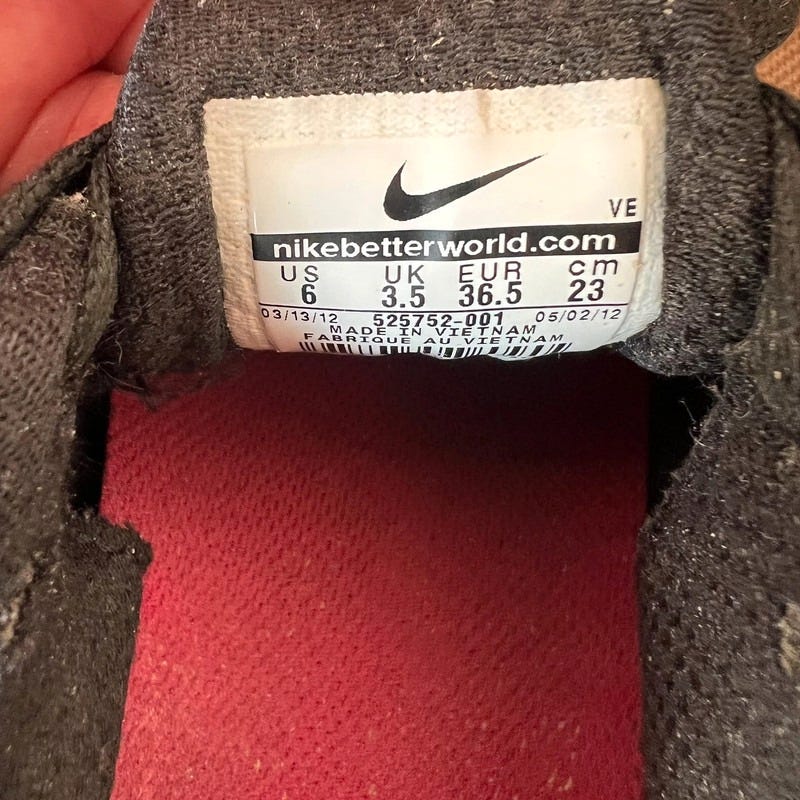 VE
nikebetterworld.com
US UK EUR cm
6 3.5 36.5 23
03/13/12 525752-001 05/02/12
MADE IN VIETNAM
FABRIQUE AU VIETNAM